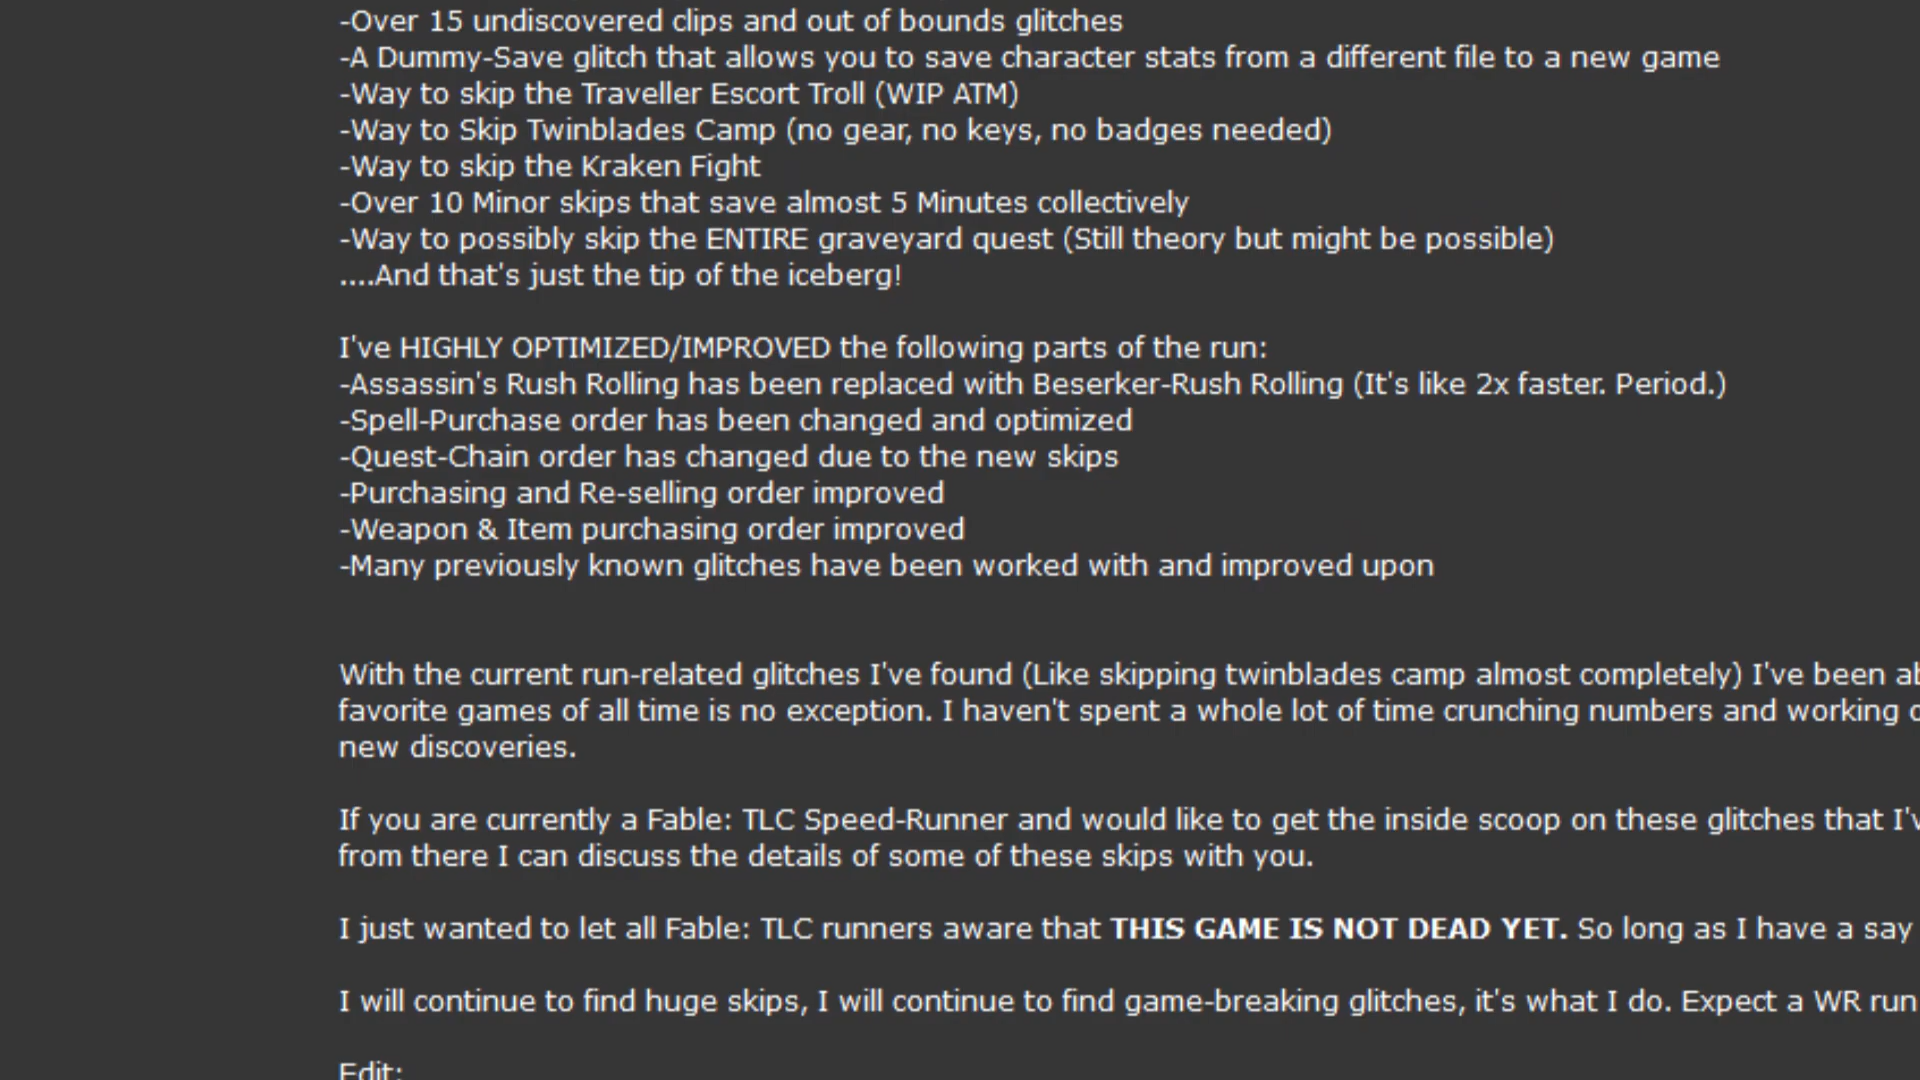 -Over 15 undiscovered clips and out of bounds glitches
-A Dummy-Save glitch that allows you to save character stats from a different file to a new game
-Way to skip the Traveller Escort Troll (WIP ATM)
-Way to Skip Twinblades Camp (no gear, no keys, no badges needed)
-Way to skip the Kraken Fight
-Over 10 Minor skips that save almost 5 Minutes collectively
-Way to possibly skip the ENTIRE graveyard quest (Still theory but might be possible)
....And that's just the tip of the iceberg!
I've HIGHLY OPTIMIZED/IMPROVED the following parts of the run:
-Assassin's Rush Rolling has been replaced with Beserker-Rush Rolling (It's like 2x faster. Period.)
-Spell-Purchase order has been changed and optimized
-Quest-Chain order has changed due to the new skips
-Purchasing and Re-selling order improved
-Weapon & Item purchasing order improved
-Many previously known glitches have been worked with and improved upon
With the current run-related glitches I've found (Like skipping twinblades camp almost completely) I've been
favorite games of all time is no exception. I haven't spent a whole lot of time crunching numbers and working
new discoveries.
If you are currently a Fable: TLC Speed-Runner and would like to get the inside scoop on these glitches that
from there I can discuss the details of some of these skips with you.
I just wanted to let all Fable: TLC runners aware that THIS GAME IS NOT DEAD YET. So long as I have a say
I will continue to find huge skips, I will continue to find game-breaking glitches, it's what I do. Expect a WR run
Edit: